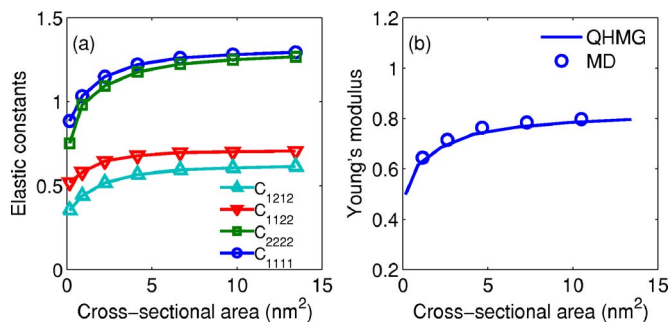 (a)
Elastic constants
1.5
1
0.5
0
0 5 10 15
Cross-sectional area (nm²)
C₁₂₁₂
C₁₁₂₂
C₂₂₂₂
C₁₁₁₁
(b)
QHMG
MD
Young's modulus
1.2
1
0.8
0.6
0.4
0.2
0 5 10 15
Cross-sectional area (nm²)